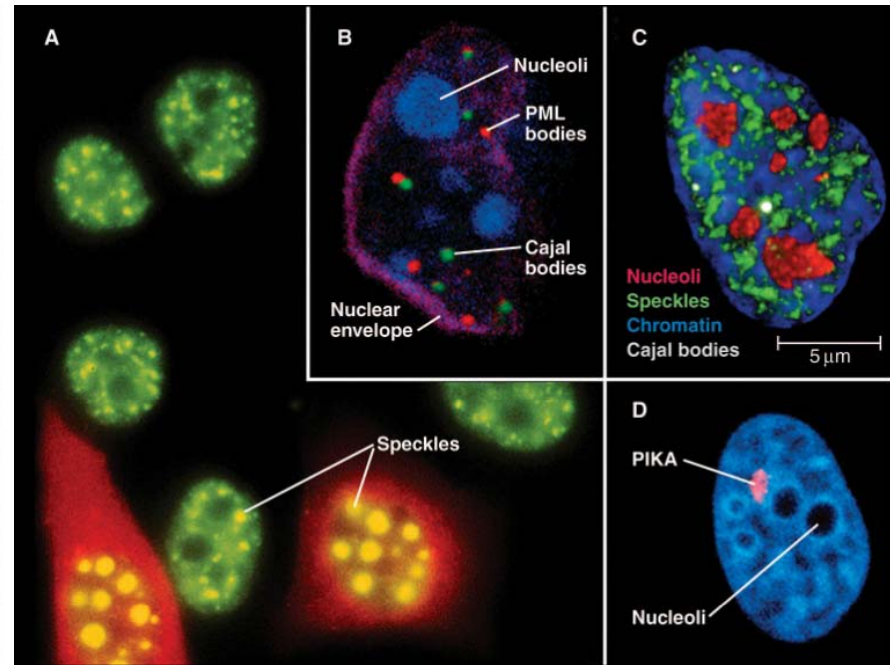 A
B
Nucleoli
PML
bodies
Cajal
bodies
Nuclear
envelope
C
Nucleoli
Speckles
Chromatin
Cajal bodies
5 µm
Speckles
D
PIKA
Nucleoli